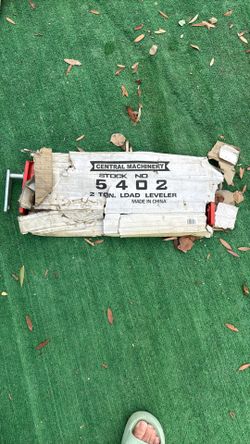 CENTRAL MACHINERY
STOCK NO
5402
2 TON. LOAD LEVELER
MADE IN CHINA